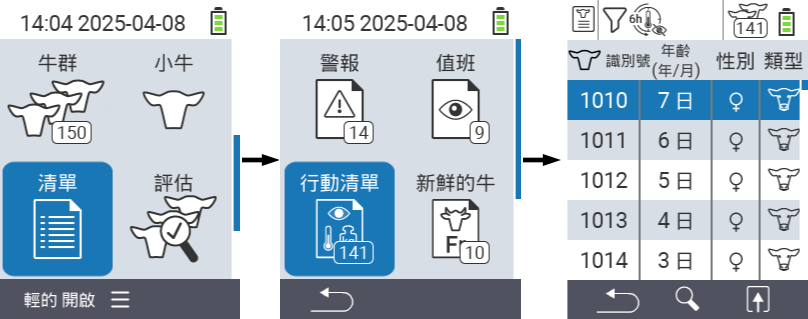 14:04 2025-04-08
牛群
小牛
150
清單
評估
輕的 開啟
14:05 2025-04-08
警報
值班
14
9
行動清單
新鮮的牛
141
Fr
10
6h
141
識別號
年齡
(年/月)
性別
類型
1010 7 日 ♀
1011 6 日 ♀
1012 5 日 ♀
1013 4 日 ♀
1014 3 日 ♀